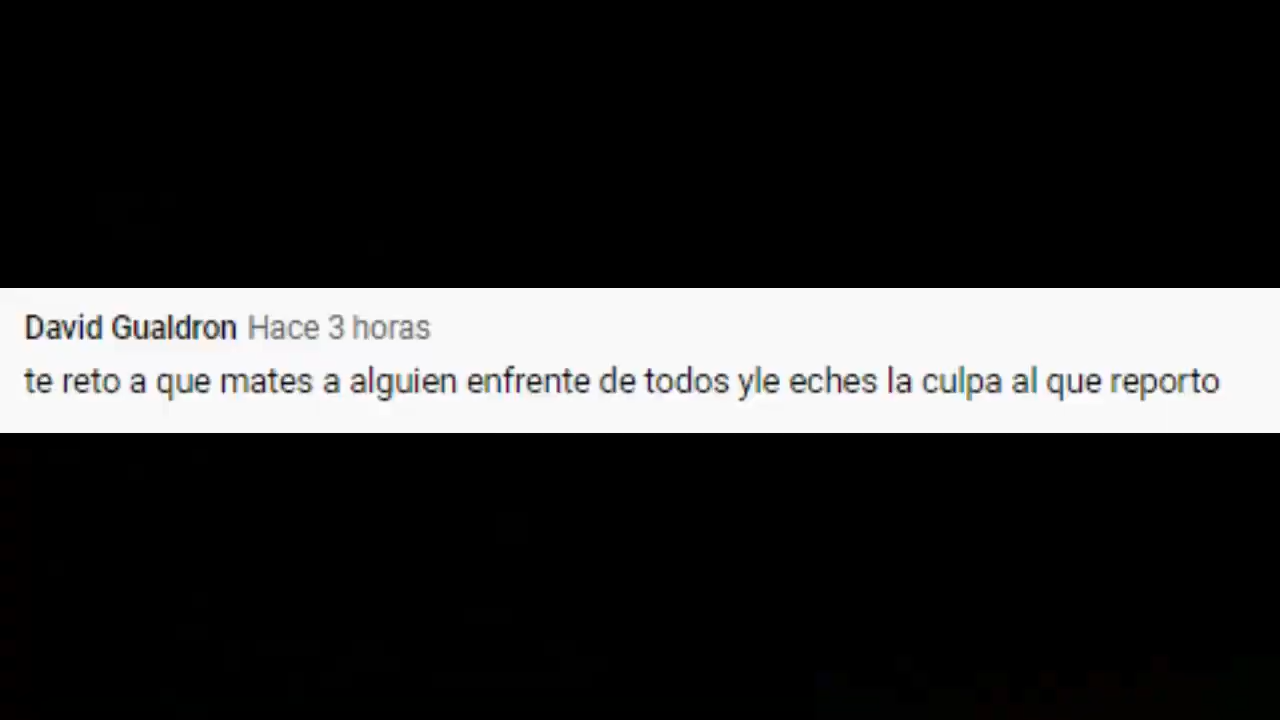 David Gualdron Hace 3 horas
te reto a que mates a alguien enfrente de todos yle eches la culpa al que reporto